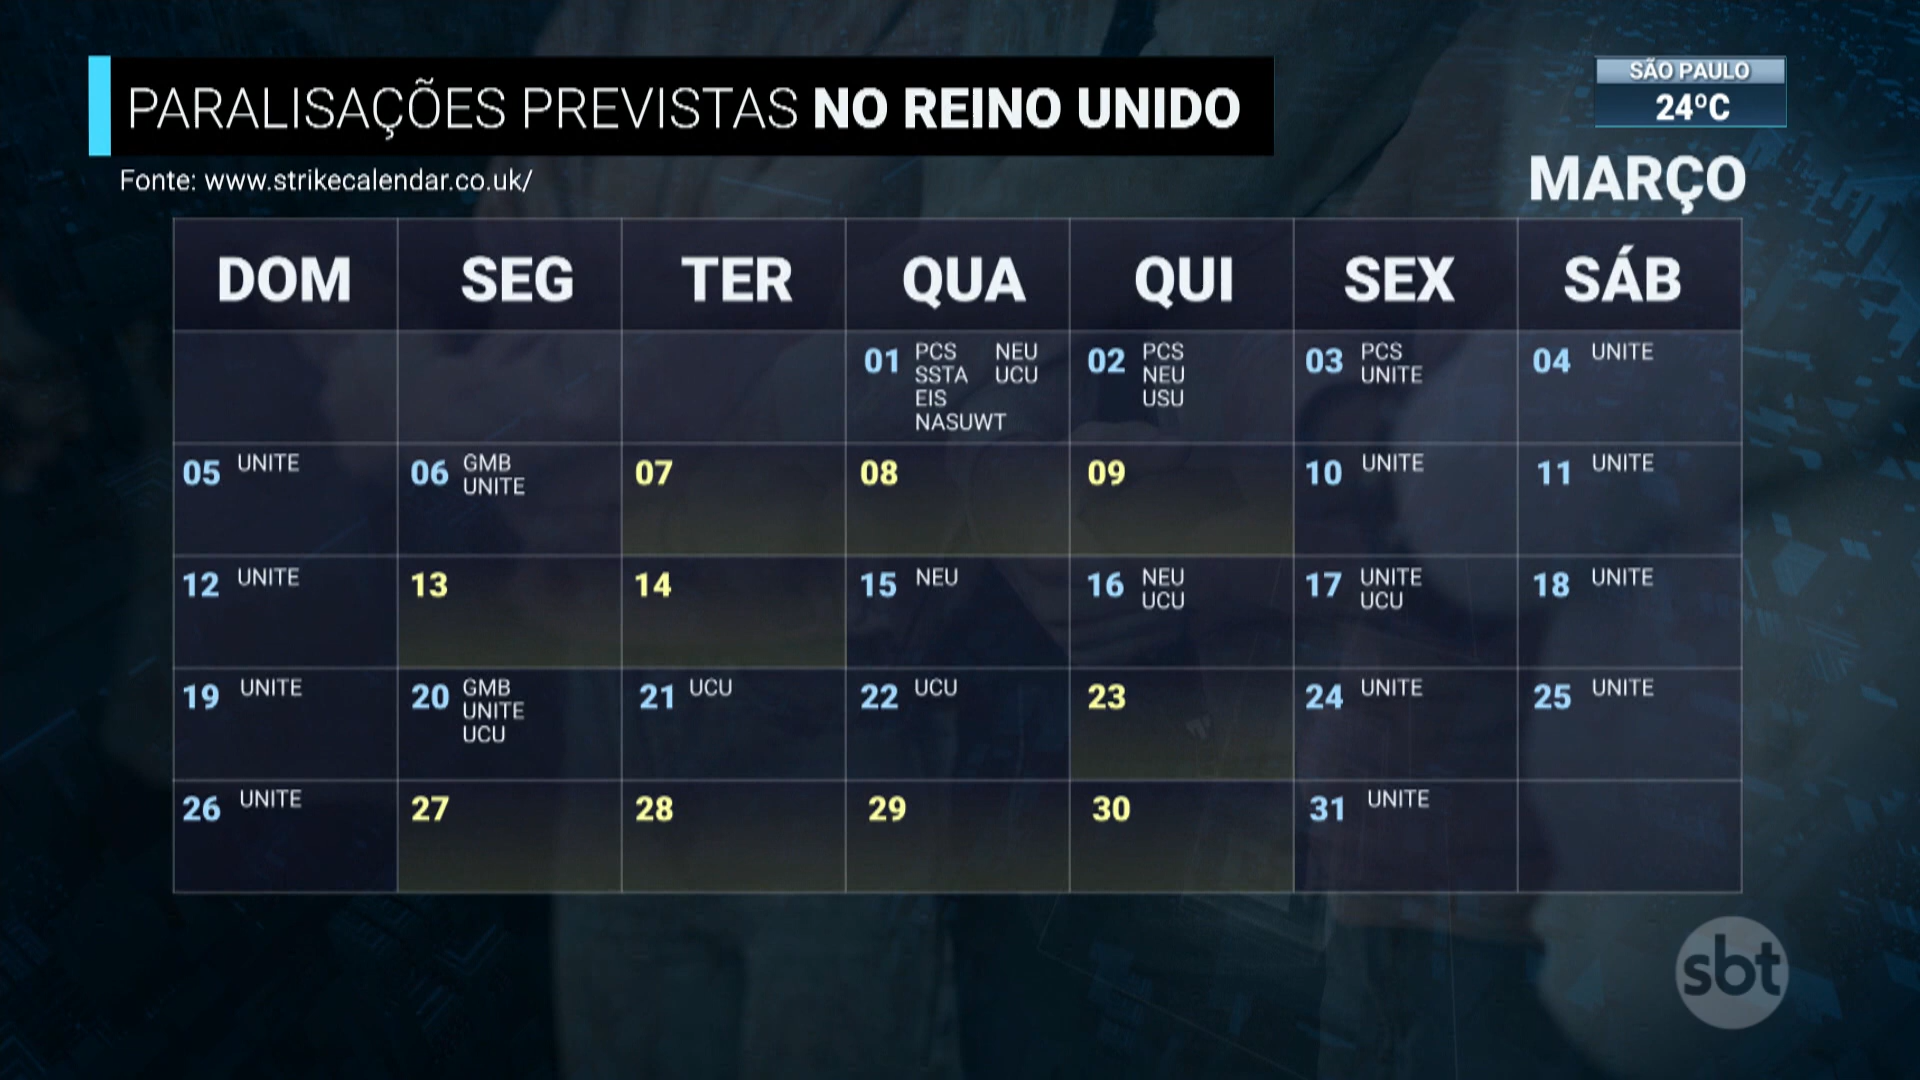 PARALISAÇÕES PREVISTAS NO REINO UNIDO
SÃO PAULO
24ºC
Fonte: www.strikecalendar.co.uk/
MARÇO
DOM SEG TER QUA QUI SEX SÁB
01 PCS NEU
SSTA UCU
EIS
NASUWT
02 PCS
NEU
USU
03 PCS
UNITE
04 UNITE
05 UNITE
06 GMB
UNITE
07
08
09
10 UNITE
11 UNITE
12 UNITE
13
14
15 NEU
16 NEU
UCU
17 UNITE
UCU
18 UNITE
19 UNITE
20 GMB
UNITE
UCU
21 UCU
22 UCU
23
24 UNITE
25 UNITE
26 UNITE
27
28
29
30
31 UNITE
sbt